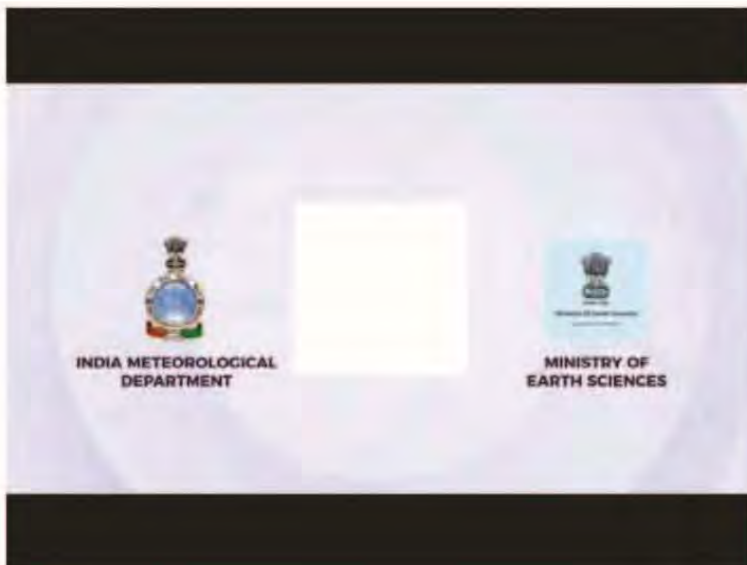 INDIA METEOROLOGICAL
DEPARTMENT
MINISTRY OF
EARTH SCIENCES